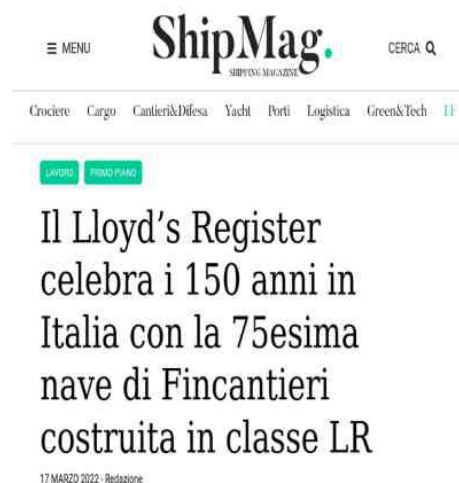 ≡ MENU
ShipMag.
SHIPPING MAGAZINE
CERCA
Crociere Cargo Cantieri&Difesa Yacht Porti Logistica Green&Tech I F
LAVORO PRIMO PIANO
Il Lloyd’s Register
celebra i 150 anni in
Italia con la 75esima
nave di Fincantieri
costruita in classe LR
17 MARZO 2022 - Redazione